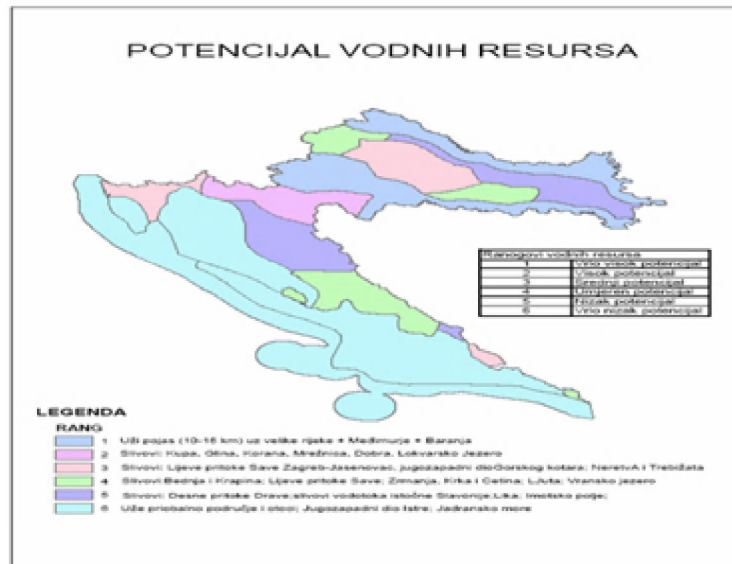 POTENCIJAL VODNIH RESURSA
Ranogovi vodnih resursa
1 Vrlo visok potencijal
2 Visok potencijal
3 Srednji potencijal
4 Umjeren potencijal
5 Nizak potencijal
6 Vrlo nizak potencijal
LEGENDA
RANG
1 Uži pojas (10-15 km) uz velike rijeke + Međimurje + Baranja
2 Slivovi: Kupa, Glina, Korana, Mrežnica, Dobra, Lokvarsko Jezero
3 Slivovi: Lijeve pritoke Save Zagreb-Jasenovac, jugozapadni dioGorskog kotara; NeretvA i Trebižata
4 Slivovi:Bednja i Krapina; Lijeve pritoke Save; Zrmanja, Krka i Cetina; LJuta; Vransko jezero
5 Slivovi: Desne pritoke Drave;slivovi vodotoka istočne Slavonije.Lika; Imotsko polje;
6 Uže priobalno područje i otoci; Jugozapadni dio Istre; Jadransko more